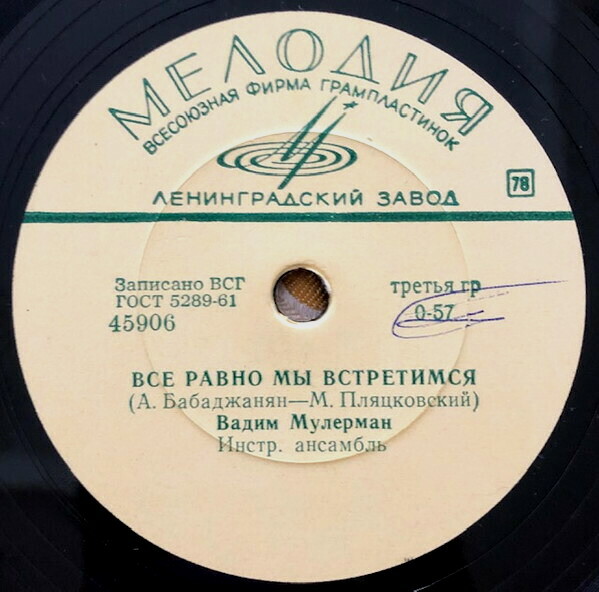 МЕЛОДИЯ
ВСЕСОЮЗНАЯ ФИРМА ГРАМПЛАСТИНОК
ЛЕНИНГРАДСКИЙ ЗАВОД
78
Записано ВСГ
ГОСТ 5289-61
45906
третья гр
0-57
ВСЕ РАВНО МЫ ВСТРЕТИМСЯ
(А. Бабаджанян—М. Пляцковский)
Вадим Мулерман
Инстр. ансамбль